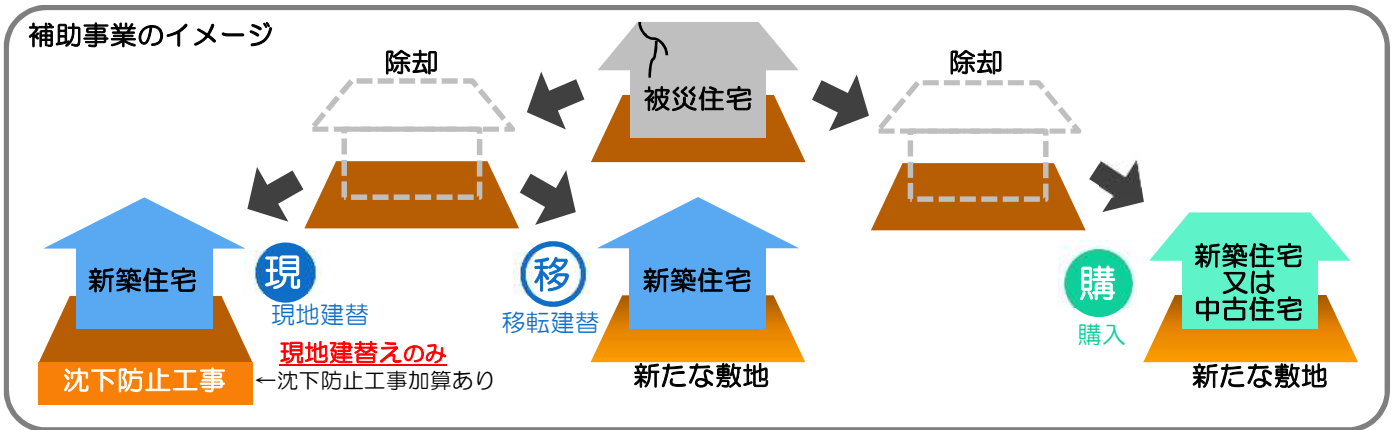 補助事業のイメージ
除却
被災住宅
除却
新築住宅
現
現地建替
現地建替えのみ
沈下防止工事
←沈下防止工事加算あり
移
移転建替
新築住宅
新たな敷地
購
購入
新築住宅
又は
中古住宅
新たな敷地